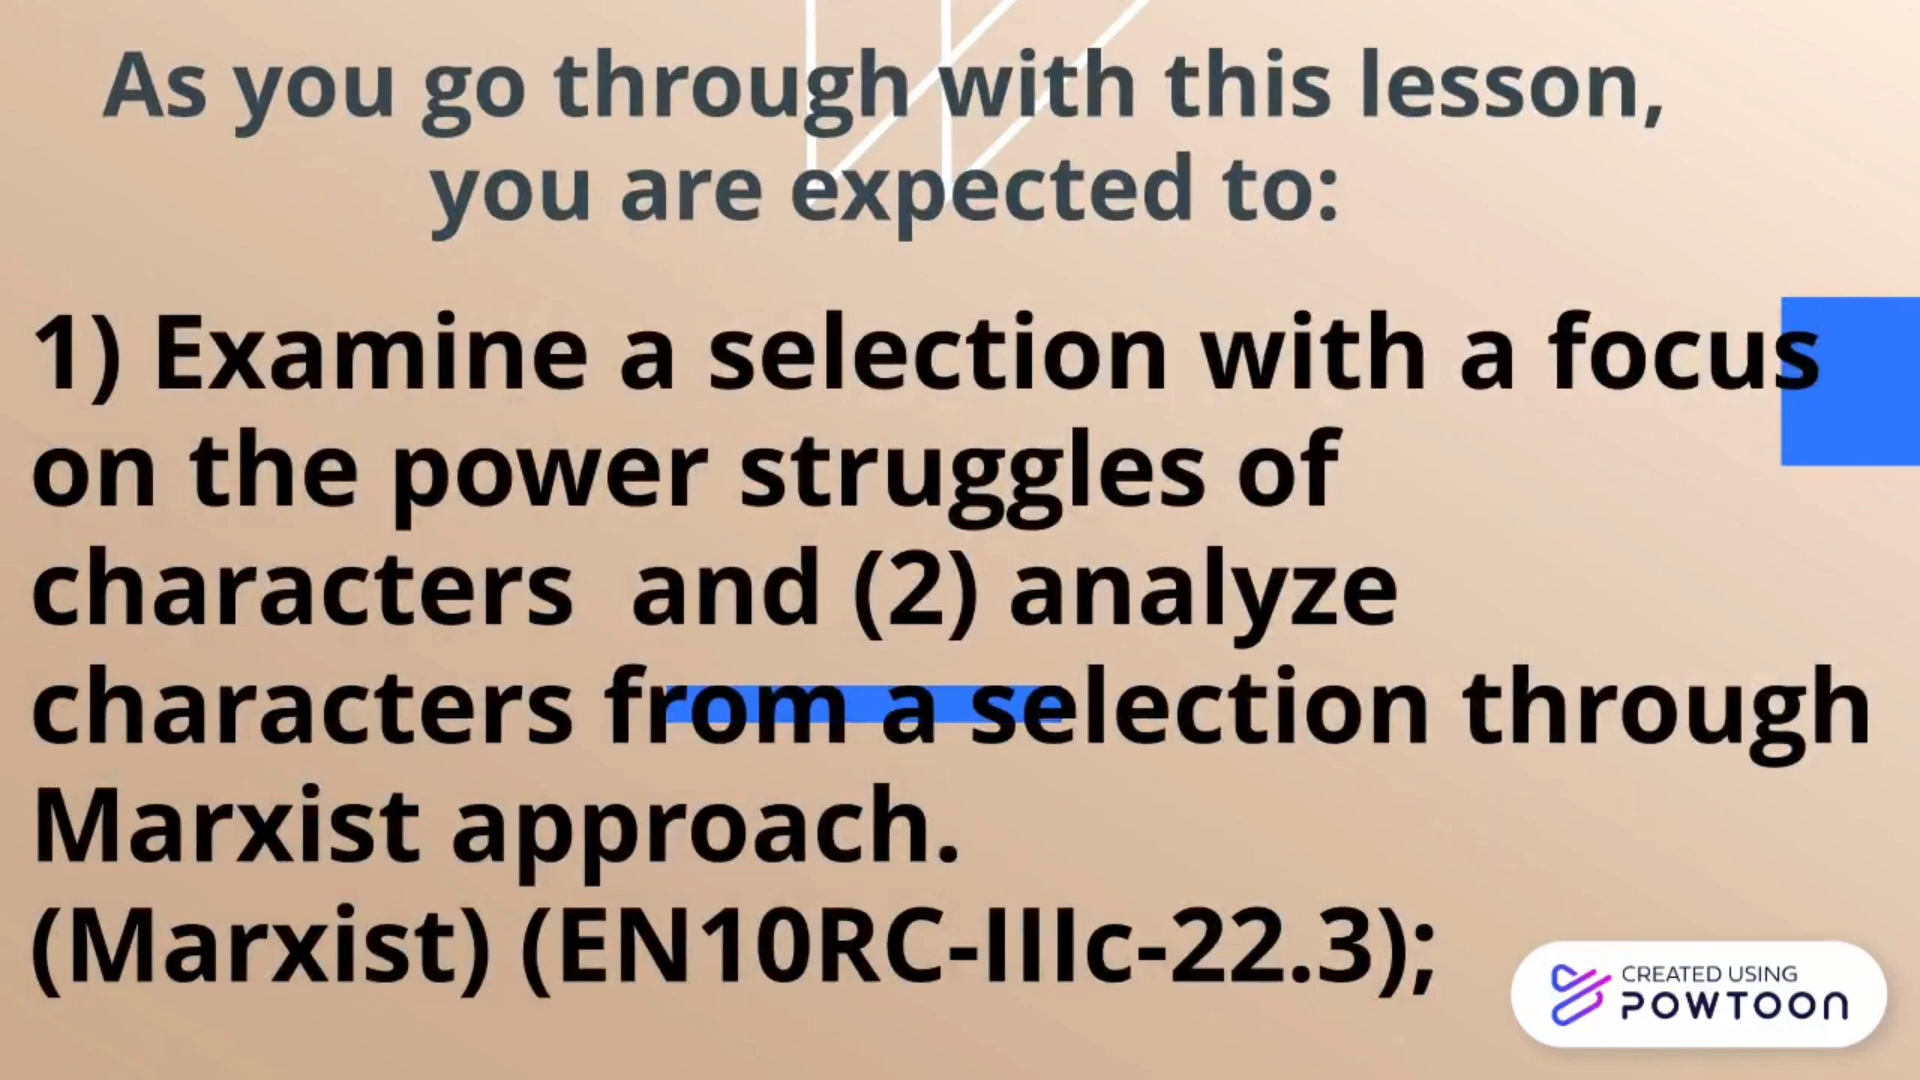 As you go through with this lesson,
you are expected to:
1) Examine a selection with a focus
on the power struggles of
characters  and (2) analyze
characters from a selection through
Marxist approach.
(Marxist) (EN10RC-IIIc-22.3);
CREATED USING
POWTOON